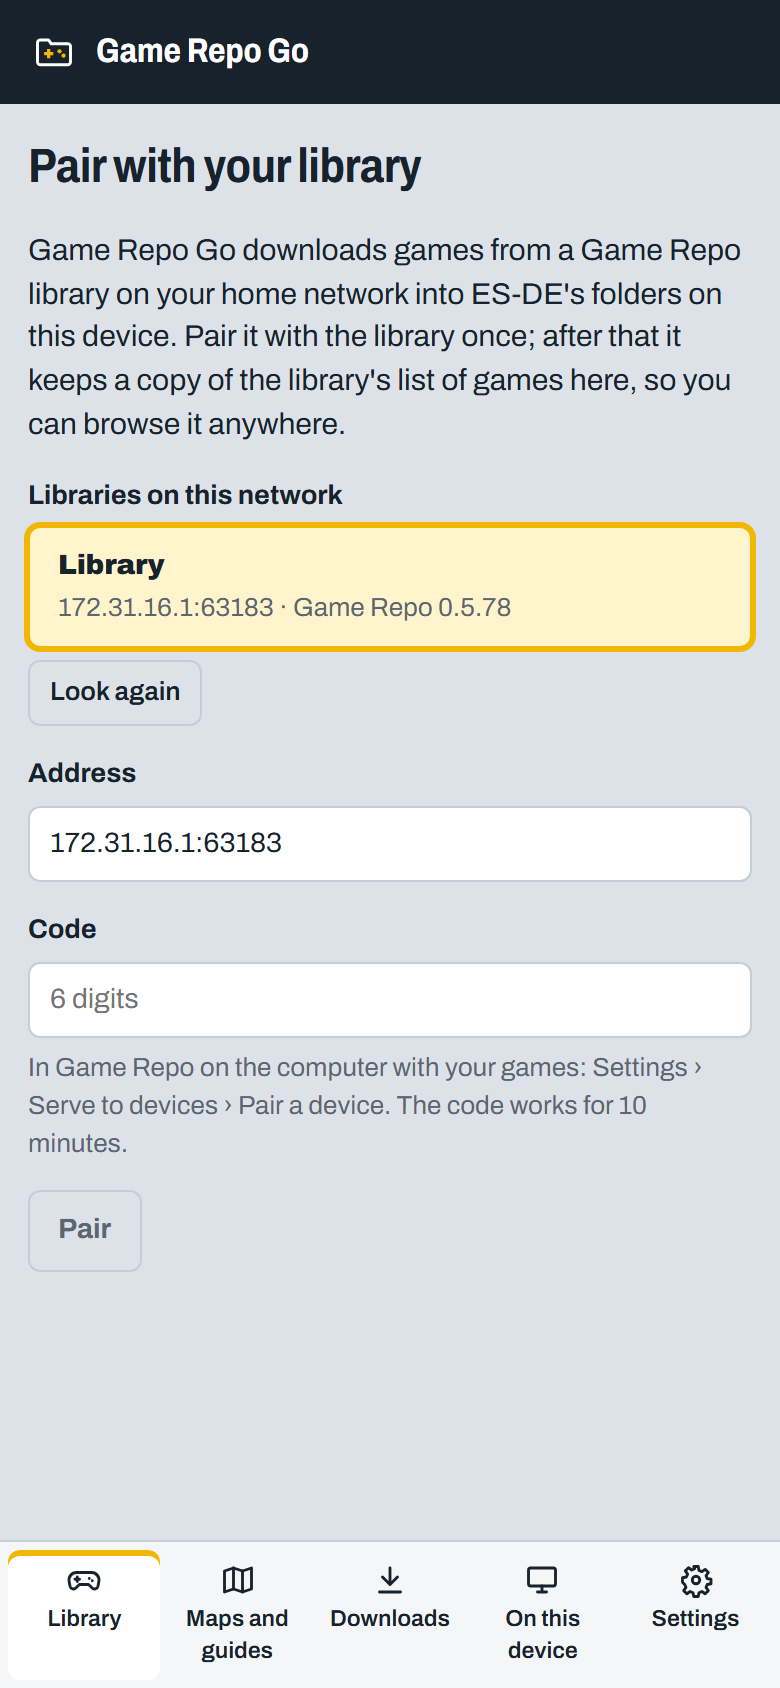 Game Repo Go
Pair with your library
Game Repo Go downloads games from a Game Repo
library on your home network into ES-DE's folders on
this device. Pair it with the library once; after that it
keeps a copy of the library's list of games here, so you
can browse it anywhere.
Libraries on this network
Library
172.31.16.1:63183 · Game Repo 0.5.78
Look again
Address
172.31.16.1:63183
Code
6 digits
In Game Repo on the computer with your games: Settings ›
Serve to devices › Pair a device. The code works for 10
minutes.
Pair
Library
Maps and
guides
Downloads
On this
device
Settings